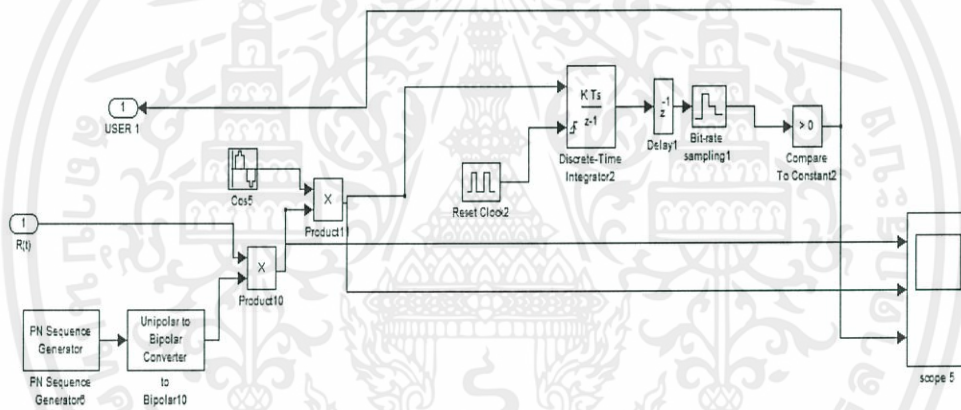 1
USER 1
Cos5
X
Product11
Reset Clock2
K Ts
z-1
Discrete-Time
Integrator2
-1
z
Delay1
Bit-rate
sampling1
> 0
Compare
To Constant2
1
R(t)
X
Product10
PN Sequence
Generator
PN Sequence
Generator6
Unipolar to
Bipolar
Converter
to
Bipolar10
scope 5